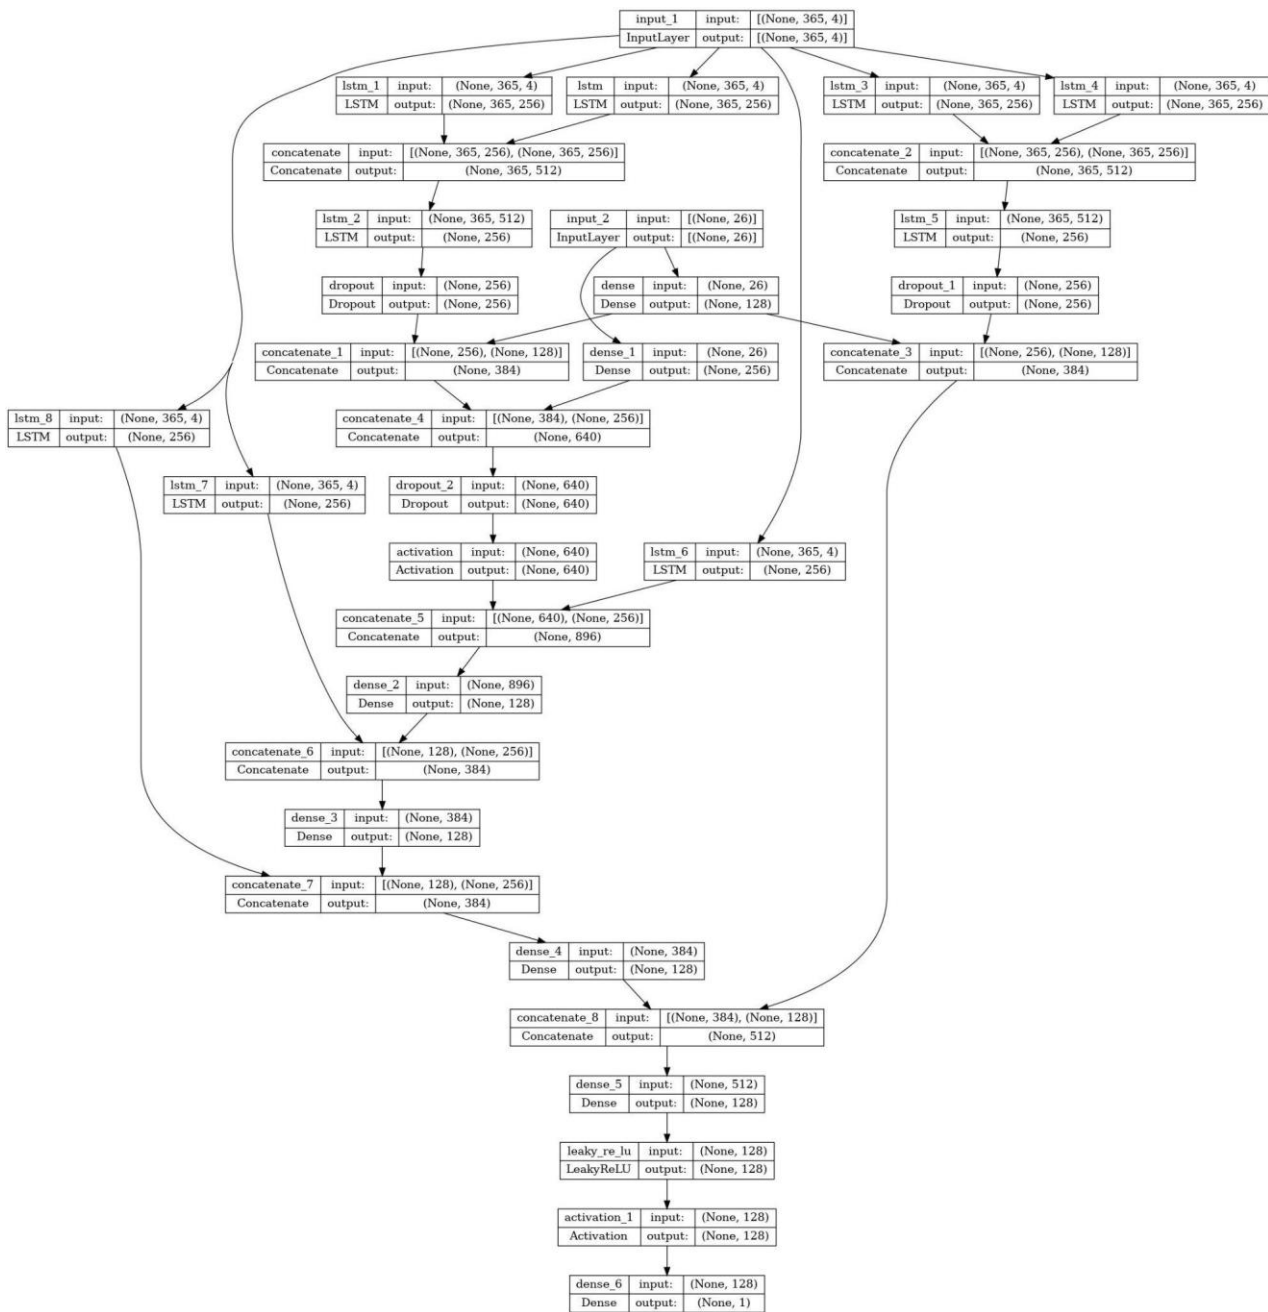 input_1 input: [(None, 365, 4)]
InputLayer output: [(None, 365, 4)]
lstm_1 input: (None, 365, 4)
LSTM output: (None, 365, 256)
lstm input: (None, 365, 4)
LSTM output: (None, 365, 256)
lstm_3 input: (None, 365, 4)
LSTM output: (None, 365, 256)
lstm_4 input: (None, 365, 4)
LSTM output: (None, 365, 256)
concatenate input: [(None, 365, 256), (None, 365, 256)]
Concatenate output: (None, 365, 512)
concatenate_2 input: [(None, 365, 256), (None, 365, 256)]
Concatenate output: (None, 365, 512)
lstm_2 input: (None, 365, 512)
LSTM output: (None, 256)
input_2 input: [(None, 26)]
InputLayer output: [(None, 26)]
lstm_5 input: (None, 365, 512)
LSTM output: (None, 256)
dropout input: (None, 256)
Dropout output: (None, 256)
dense input: (None, 26)
Dense output: (None, 128)
dropout_1 input: (None, 256)
Dropout output: (None, 256)
concatenate_1 input: [(None, 256), (None, 128)]
Concatenate output: (None, 384)
dense_1 input: (None, 26)
Dense output: (None, 256)
concatenate_3 input: [(None, 256), (None, 128)]
Concatenate output: (None, 384)
lstm_8 input: (None, 365, 4)
LSTM output: (None, 256)
concatenate_4 input: [(None, 384), (None, 256)]
Concatenate output: (None, 640)
lstm_7 input: (None, 365, 4)
LSTM output: (None, 256)
dropout_2 input: (None, 640)
Dropout output: (None, 640)
activation input: (None, 640)
Activation output: (None, 640)
lstm_6 input: (None, 365, 4)
LSTM output: (None, 256)
concatenate_5 input: [(None, 640), (None, 256)]
Concatenate output: (None, 896)
dense_2 input: (None, 896)
Dense output: (None, 128)
concatenate_6 input: [(None, 128), (None, 256)]
Concatenate output: (None, 384)
dense_3 input: (None, 384)
Dense output: (None, 128)
concatenate_7 input: [(None, 128), (None, 256)]
Concatenate output: (None, 384)
dense_4 input: (None, 384)
Dense output: (None, 128)
concatenate_8 input: [(None, 384), (None, 128)]
Concatenate output: (None, 512)
dense_5 input: (None, 512)
Dense output: (None, 128)
leaky_re_lu input: (None, 128)
LeakyReLU output: (None, 128)
activation_1 input: (None, 128)
Activation output: (None, 128)
dense_6 input: (None, 128)
Dense output: (None, 1)